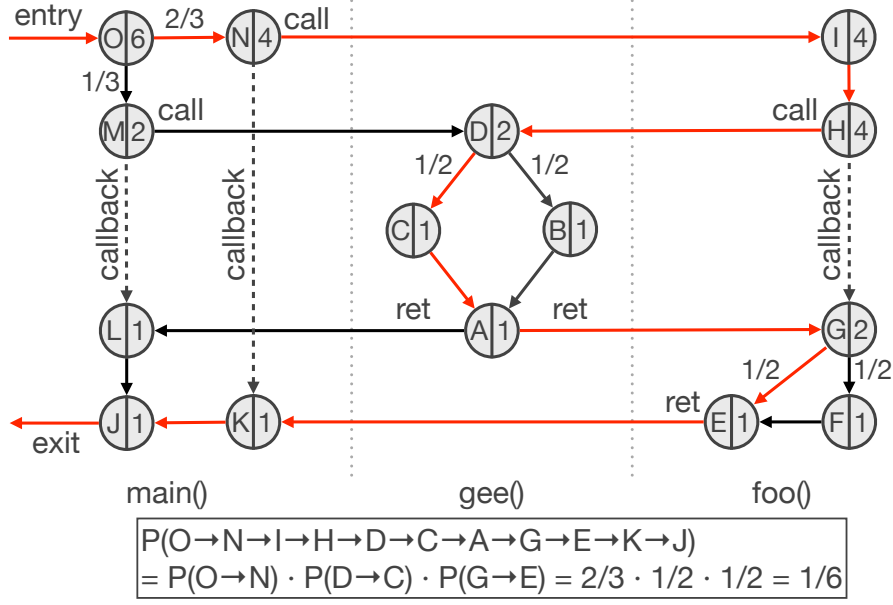 entry
O 6
2/3
N 4
call
I 4
1/3
M 2
call
D 2
call
H 4
1/2
1/2
callback
callback
callback
C 1
B 1
L 1
ret
A 1
ret
G 2
1/2
1/2
exit
J 1
K 1
ret
E 1
F 1
main()
gee()
foo()
P(O→N→I→H→D→C→A→G→E→K→J)
= P(O→N) · P(D→C) · P(G→E) = 2/3 · 1/2 · 1/2 = 1/6